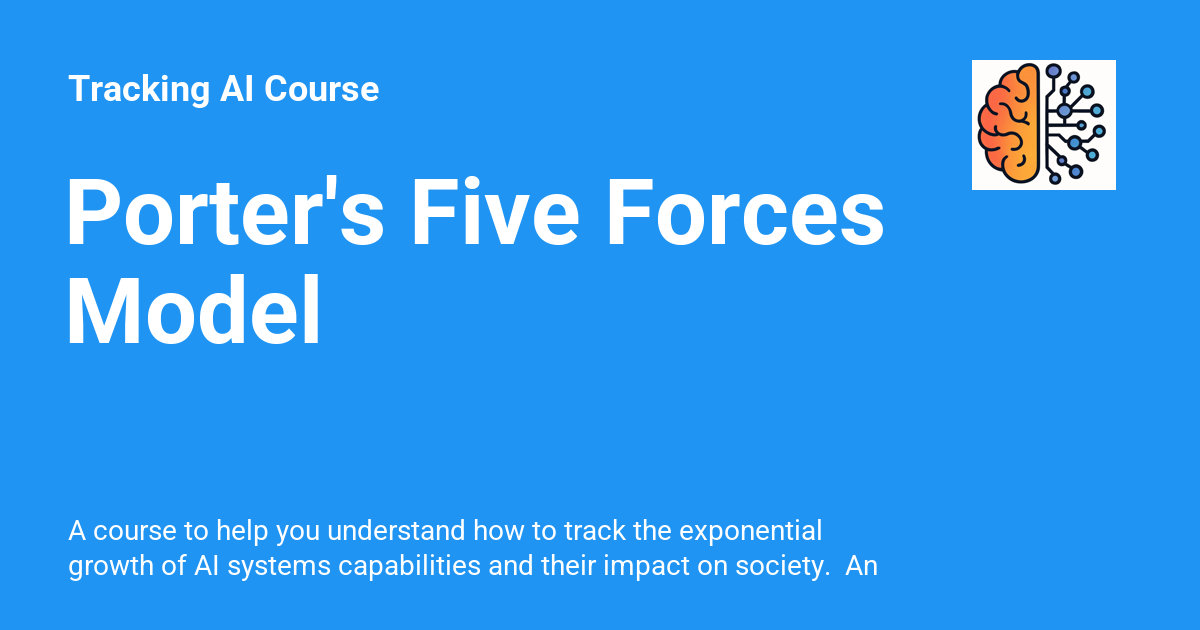 Tracking AI Course
Porter's Five Forces
Model
A course to help you understand how to track the exponential
growth of AI systems capabilities and their impact on society.  An